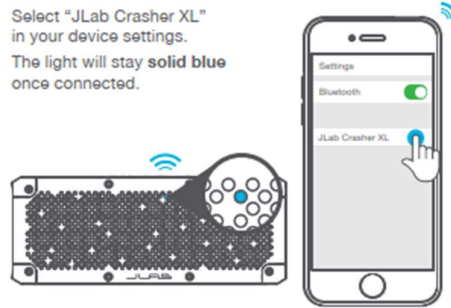 Select “JLab Crasher XL”
in your device settings.
The light will stay solid blue
once connected.
Settings
Bluetooth
JLab Crasher XL
JLAB